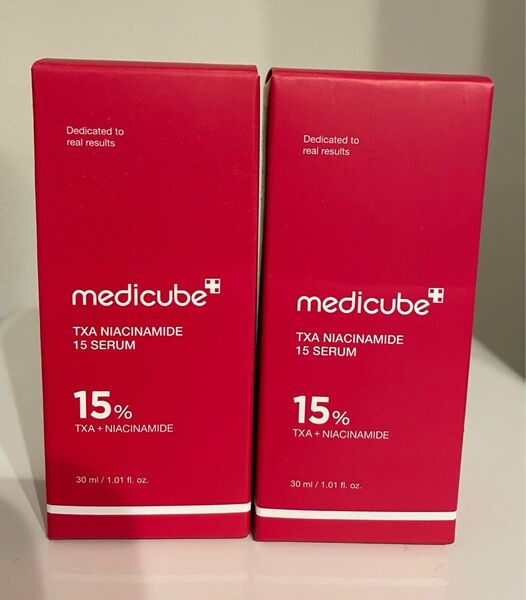 Dedicated to
real results
medicube
TXA NIACINAMIDE
15 SERUM
15%
TXA + NIACINAMIDE
30 ml / 1.01 fl. oz.
Dedicated to
real results
medicube
TXA NIACINAMIDE
15 SERUM
15%
TXA + NIACINAMIDE
30 ml / 1.01 fl. oz.